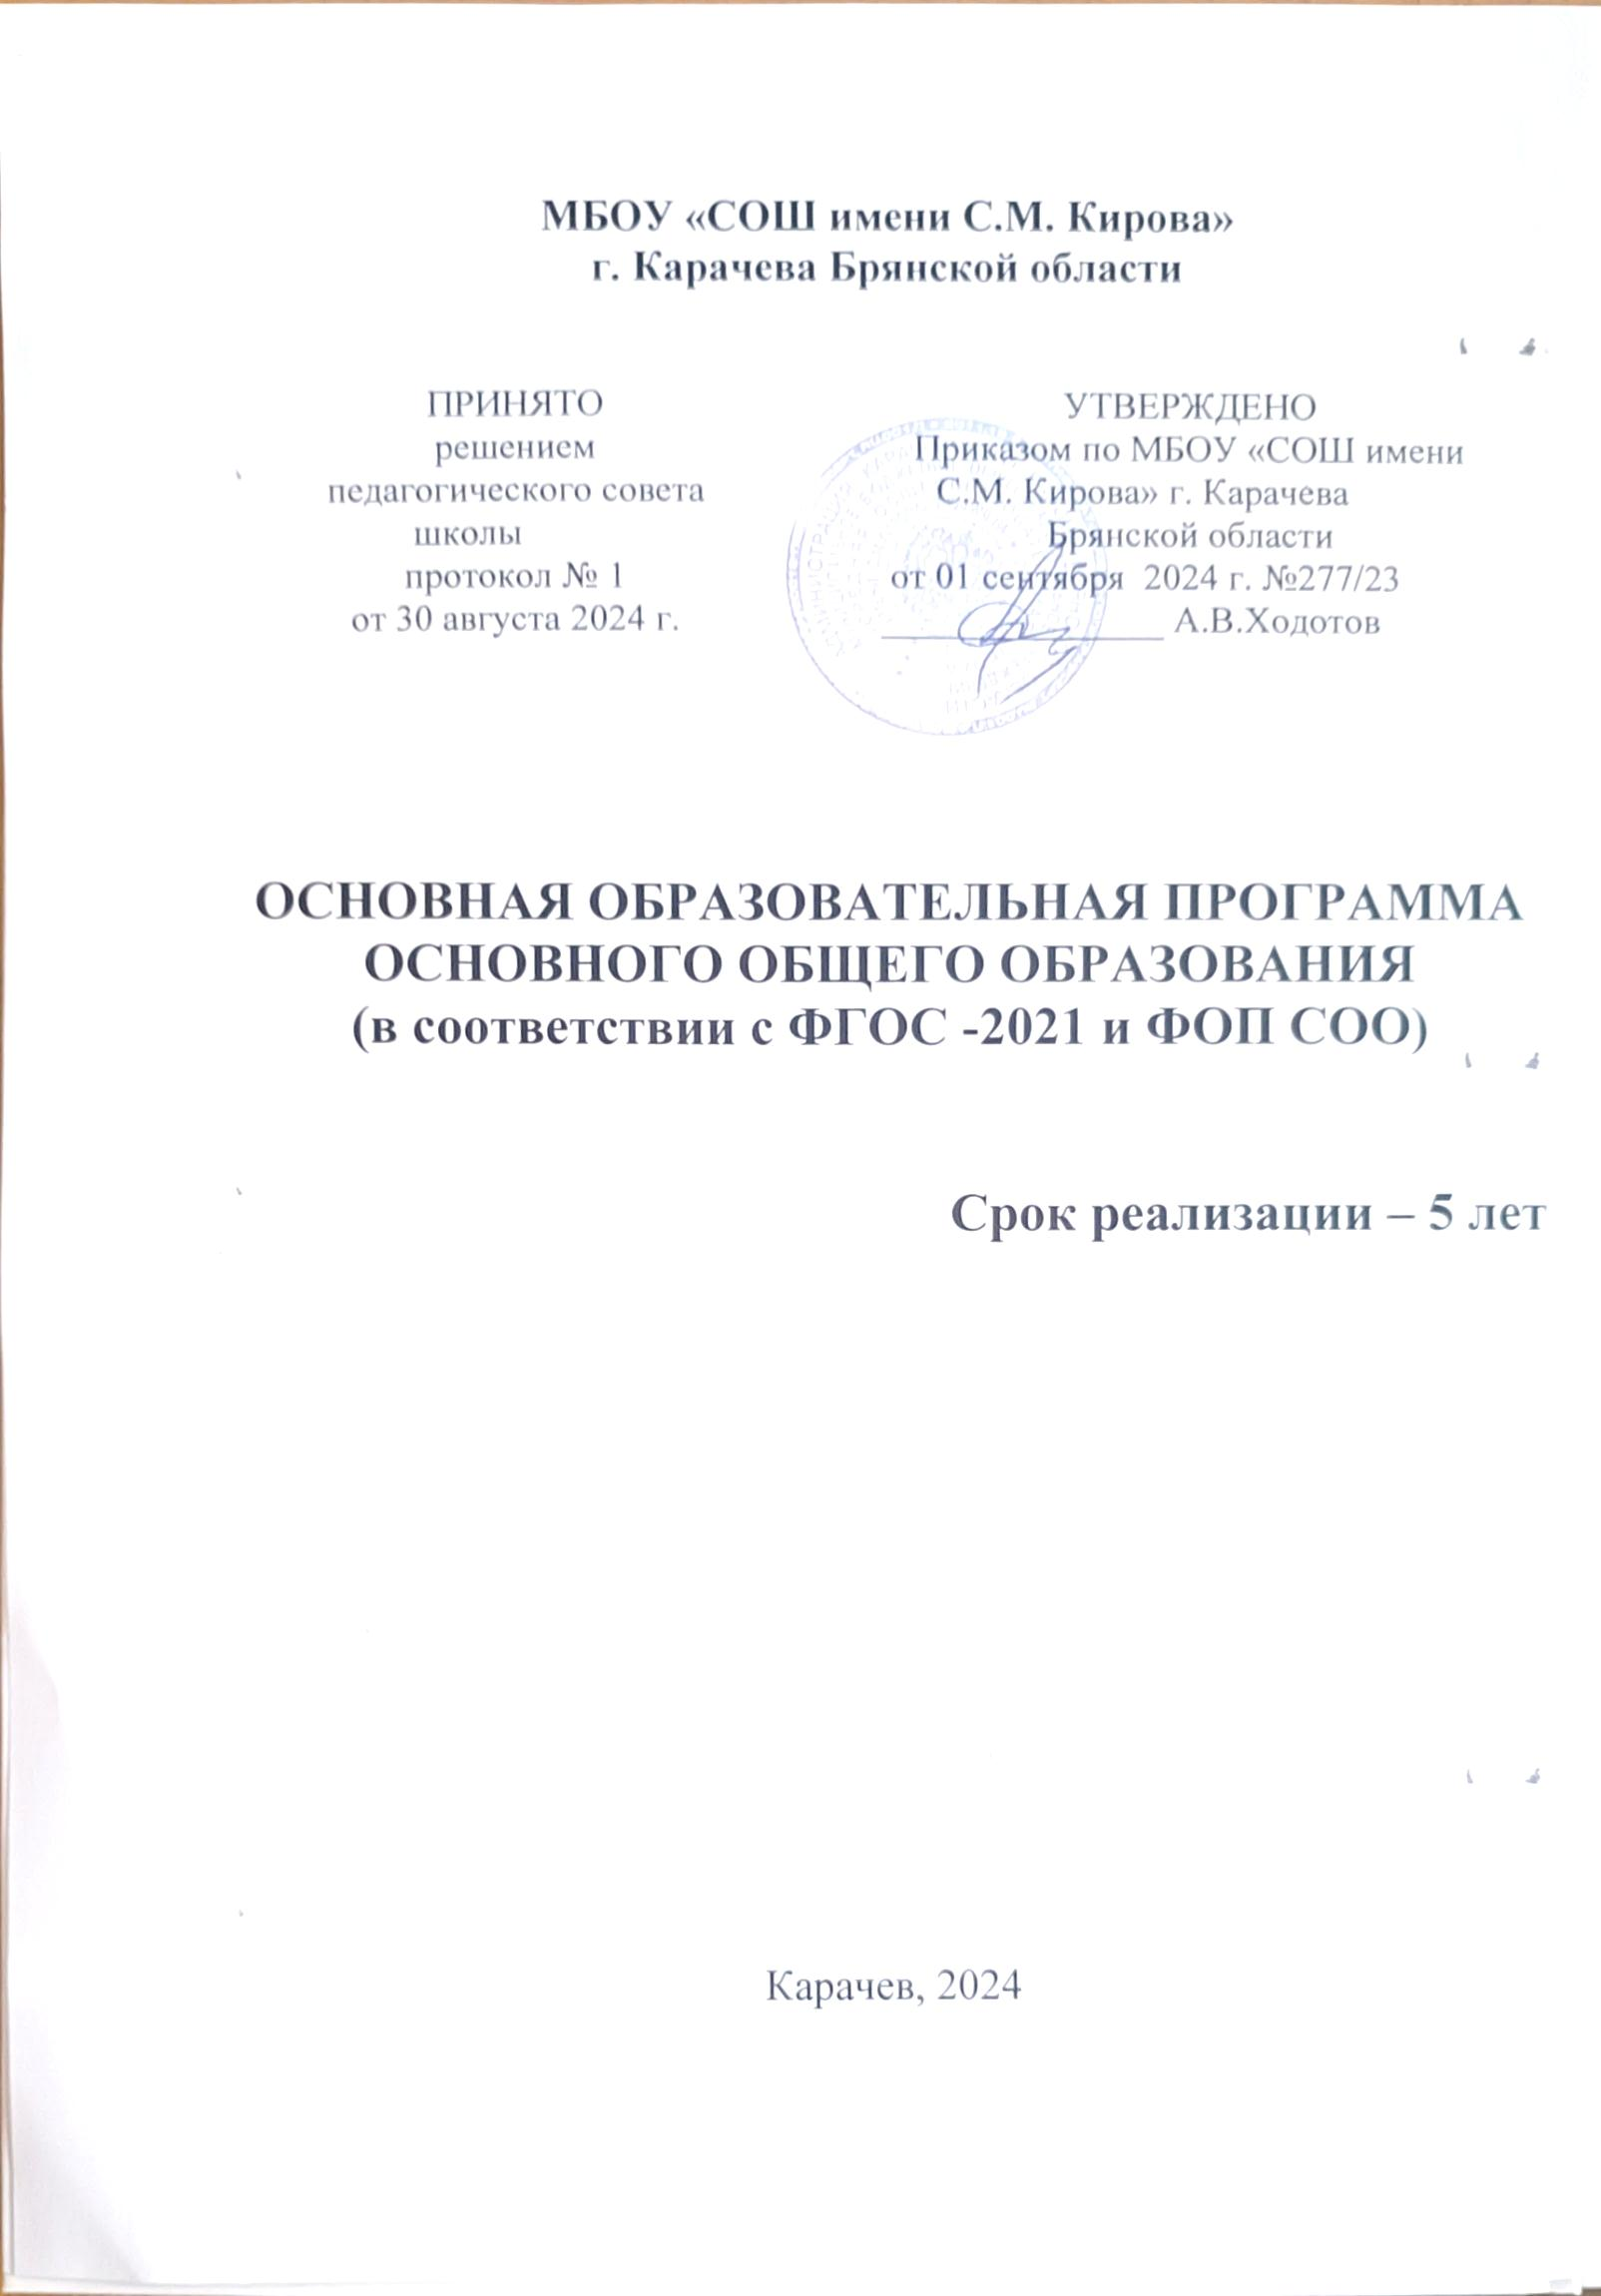 МБОУ «СОШ имени С.М. Кирова»
г. Карачева Брянской области
ПРИНЯТО
решением
педагогического совета
школы
протокол № 1
от 30 августа 2024 г.
УТВЕРЖДЕНО
Приказом по МБОУ «СОШ имени
С.М. Кирова» г. Карачева
Брянской области
от 01 сентября 2024 г. №277/23
А.В.Ходотов
ОСНОВНАЯ ОБРАЗОВАТЕЛЬНАЯ ПРОГРАММА
ОСНОВНОГО ОБЩЕГО ОБРАЗОВАНИЯ
(в соответствии с ФГОС -2021 и ФОП СОО)
Срок реализации – 5 лет
Карачев, 2024